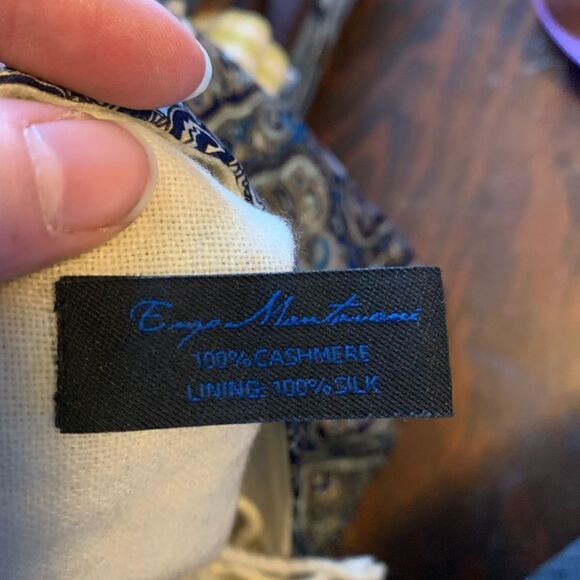 Enzo Mantovani
100% CASHMERE
LINING: 100% SILK